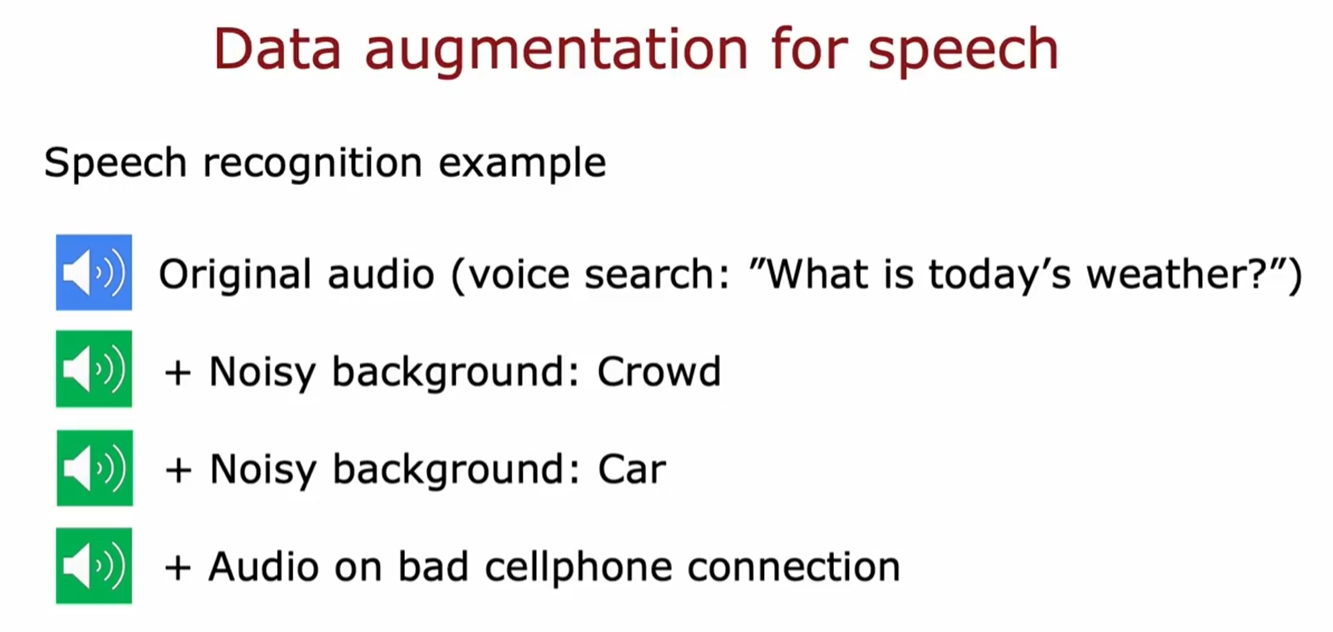 Data augmentation for speech
Speech recognition example
Original audio (voice search: ”What is today’s weather?”)
+ Noisy background: Crowd
+ Noisy background: Car
+ Audio on bad cellphone connection